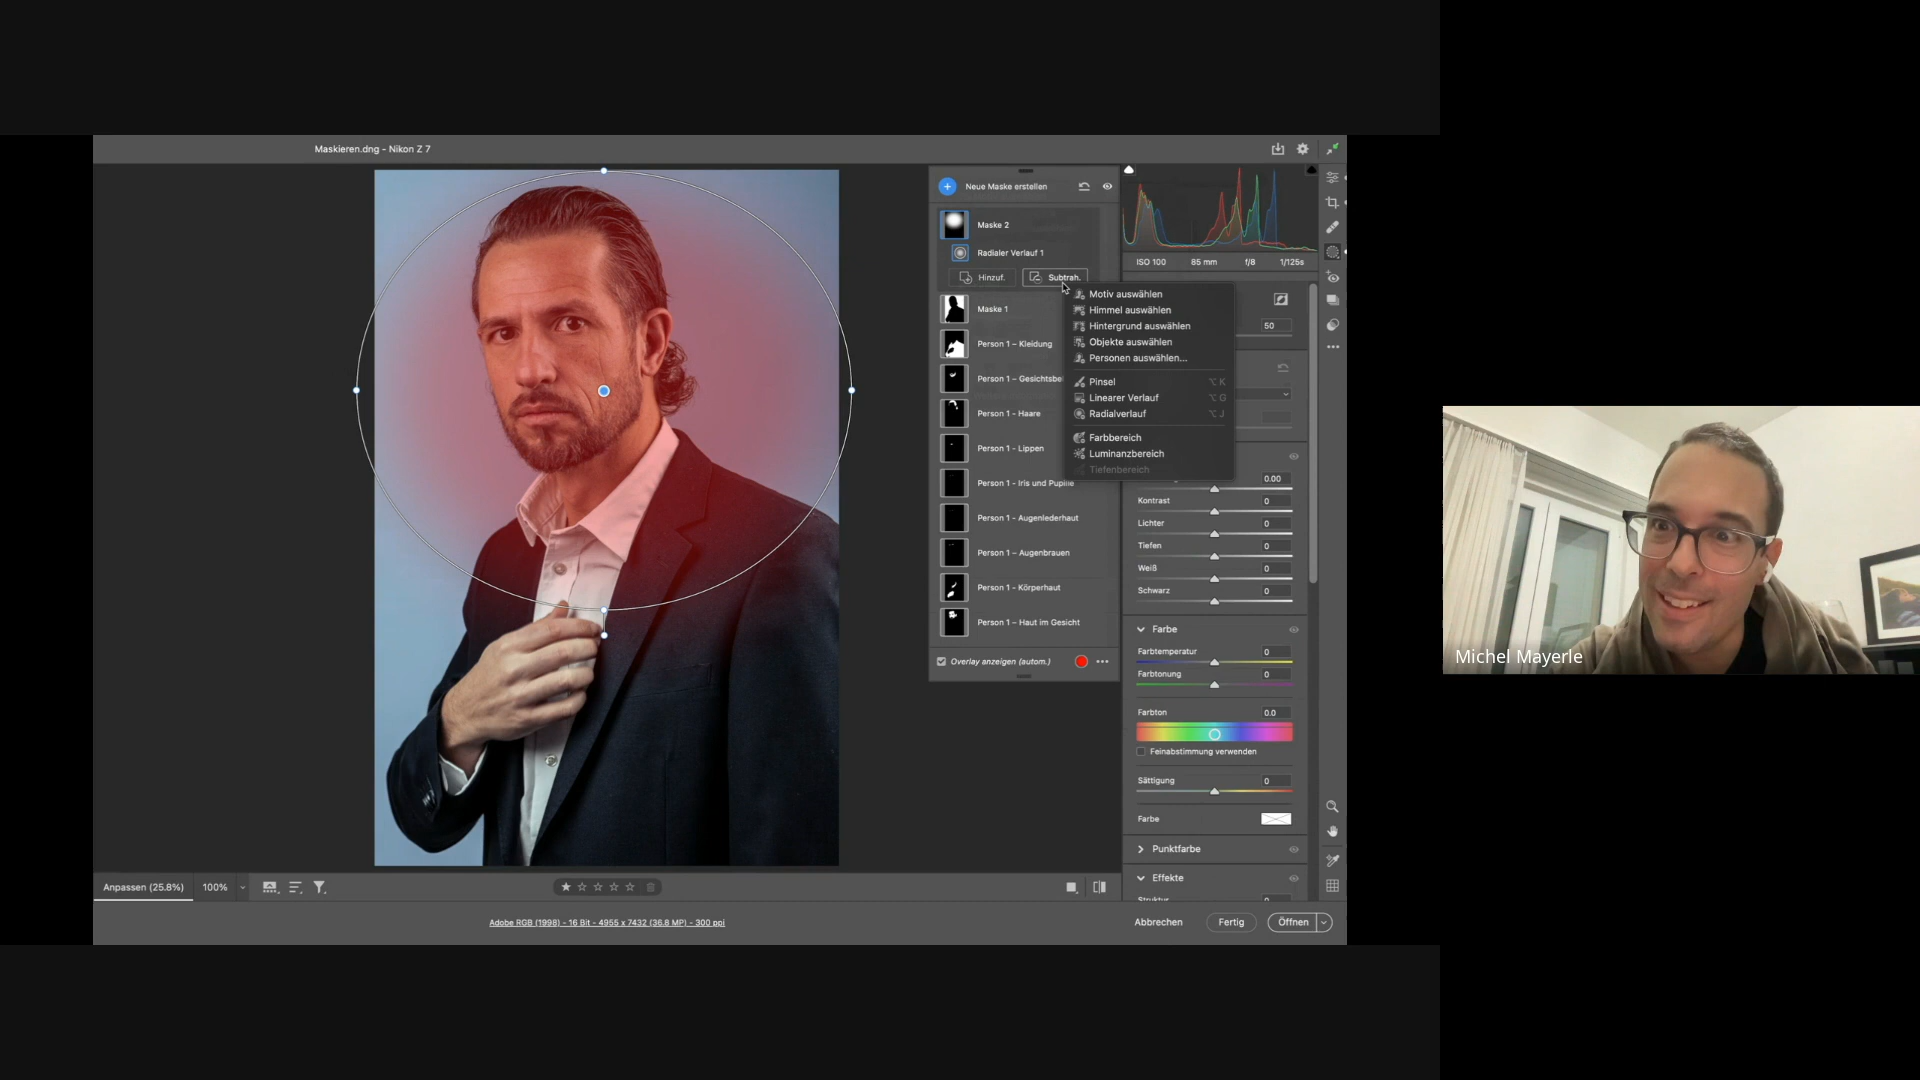 Maskieren.dng - Nikon Z 7
Neue Maske erstellen
Maske 2
Radialer Verlauf 1
Hinzuf.
Subtrah.
Maske 1
Person 1 – Kleidung
Person 1 – Gesichtsbe
Person 1 – Haare
Person 1 – Lippen
Person 1 – Iris und Pupille
Person 1 – Augenlederhaut
Person 1 – Augenbrauen
Person 1 – Körperhaut
Person 1 – Haut im Gesicht
Overlay anzeigen (autom.)
Motiv auswählen
Himmel auswählen
Hintergrund auswählen
Objekte auswählen
Personen auswählen...
Pinsel ⌥ K
Linearer Verlauf ⌥ G
Radialverlauf ⌥ J
Farbbereich
Luminanzbereich
Tiefenbereich
ISO 100 85 mm f/8 1/125s
50
0.00
Kontrast 0
Lichter 0
Tiefen 0
Weiß 0
Schwarz 0
Farbe
Farbtemperatur 0
Farbtonung 0
Farbton 0.0
Feinabstimmung verwenden
Sättigung 0
Farbe
Punktfarbe
Effekte
Anpassen (25.8%) 100%
Adobe RGB (1998) - 16 Bit - 4955 x 7432 (36.8 MP) - 300 ppi
Abbrechen Fertig Öffnen
Michel Mayerle